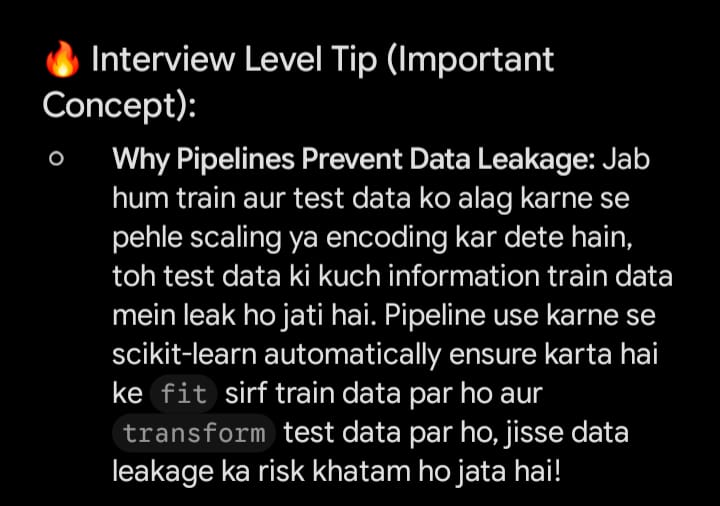 🔥 Interview Level Tip (Important
Concept):
○ Why Pipelines Prevent Data Leakage: Jab
hum train aur test data ko alag karne se
pehle scaling ya encoding kar dete hain,
toh test data ki kuch information train data
mein leak ho jati hai. Pipeline use karne se
scikit-learn automatically ensure karta hai
ke fit sirf train data par ho aur
transform test data par ho, jisse data
leakage ka risk khatam ho jata hai!